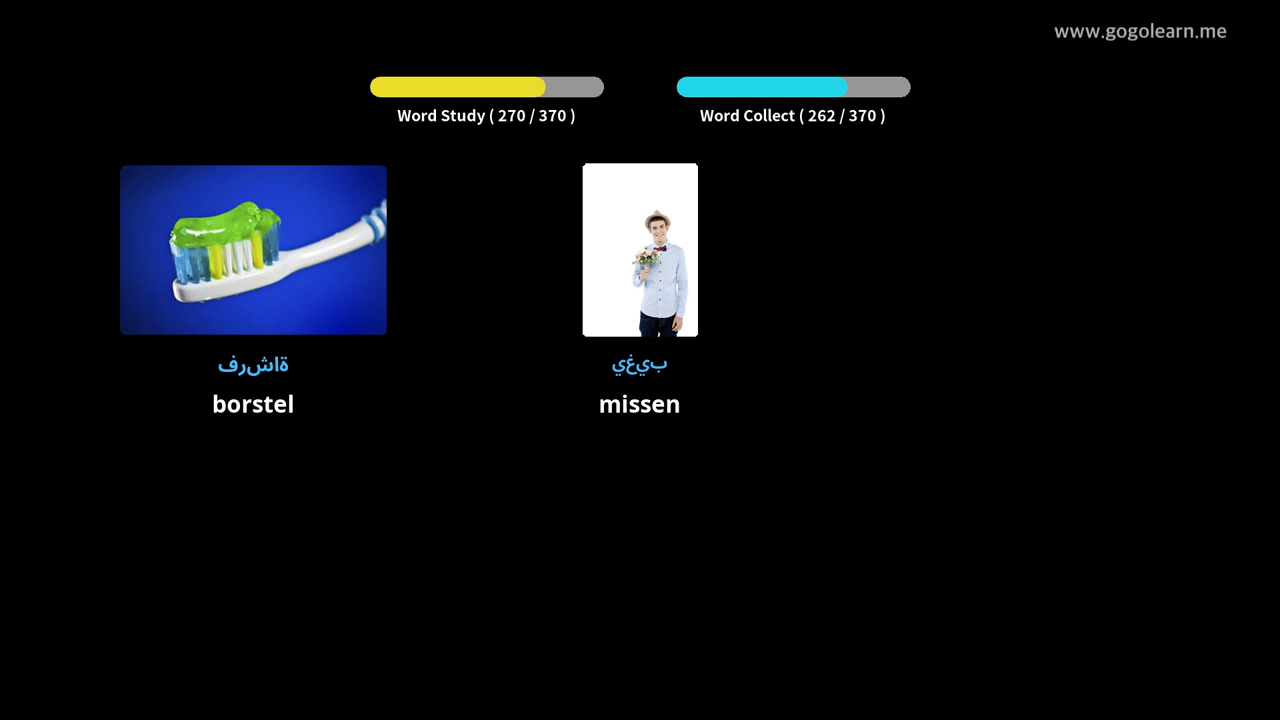 www.gogolearn.me
Word Study ( 270 / 370 )
Word Collect ( 262 / 370 )
ةاشرف
borstel
بيغي
missen